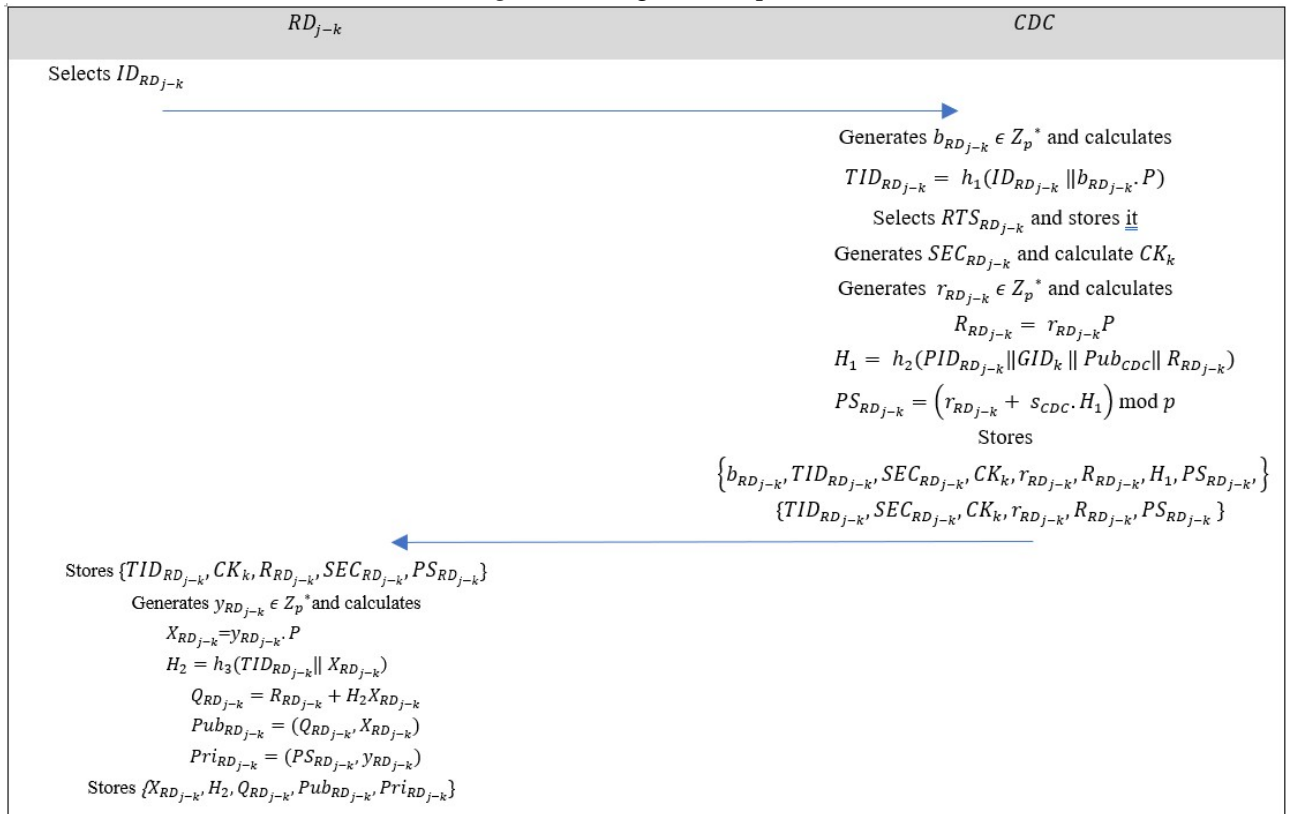 RD_{j−k} CDC
Selects ID_{RD_{j−k}}
Generates b_{RD_{j−k}} ϵ Z_p^* and calculates
TID_{RD_{j−k}} = h_1(ID_{RD_{j−k}} ||b_{RD_{j−k}}. P)
Selects RTS_{RD_{j−k}} and stores it
Generates SEC_{RD_{j−k}} and calculate CK_k
Generates r_{RD_{j−k}} ϵ Z_p^* and calculates
R_{RD_{j−k}} = r_{RD_{j−k}}P
H_1 = h_2(PID_{RD_{j−k}}||GID_k || Pub_{CDC}|| R_{RD_{j−k}})
PS_{RD_{j−k}} = (r_{RD_{j−k}} + s_{CDC}. H_1) mod p
Stores
{b_{RD_{j−k}}, TID_{RD_{j−k}}, SEC_{RD_{j−k}}, CK_k, r_{RD_{j−k}}, R_{RD_{j−k}}, H_1, PS_{RD_{j−k}}, }
{TID_{RD_{j−k}}, SEC_{RD_{j−k}}, CK_k, r_{RD_{j−k}}, R_{RD_{j−k}}, PS_{RD_{j−k}} }
Stores {TID_{RD_{j−k}}, CK_k, R_{RD_{j−k}}, SEC_{RD_{j−k}}, PS_{RD_{j−k}}}
Generates y_{RD_{j−k}} ϵ Z_p^*and calculates
X_{RD_{j−k}}=y_{RD_{j−k}}. P
H_2 = h_3(TID_{RD_{j−k}}|| X_{RD_{j−k}})
Q_{RD_{j−k}} = R_{RD_{j−k}} + H_2X_{RD_{j−k}}
Pub_{RD_{j−k}} = (Q_{RD_{j−k}}, X_{RD_{j−k}})
Pri_{RD_{j−k}} = (PS_{RD_{j−k}}, y_{RD_{j−k}})
Stores {X_{RD_{j−k}}, H_2, Q_{RD_{j−k}}, Pub_{RD_{j−k}}, Pri_{RD_{j−k}}}